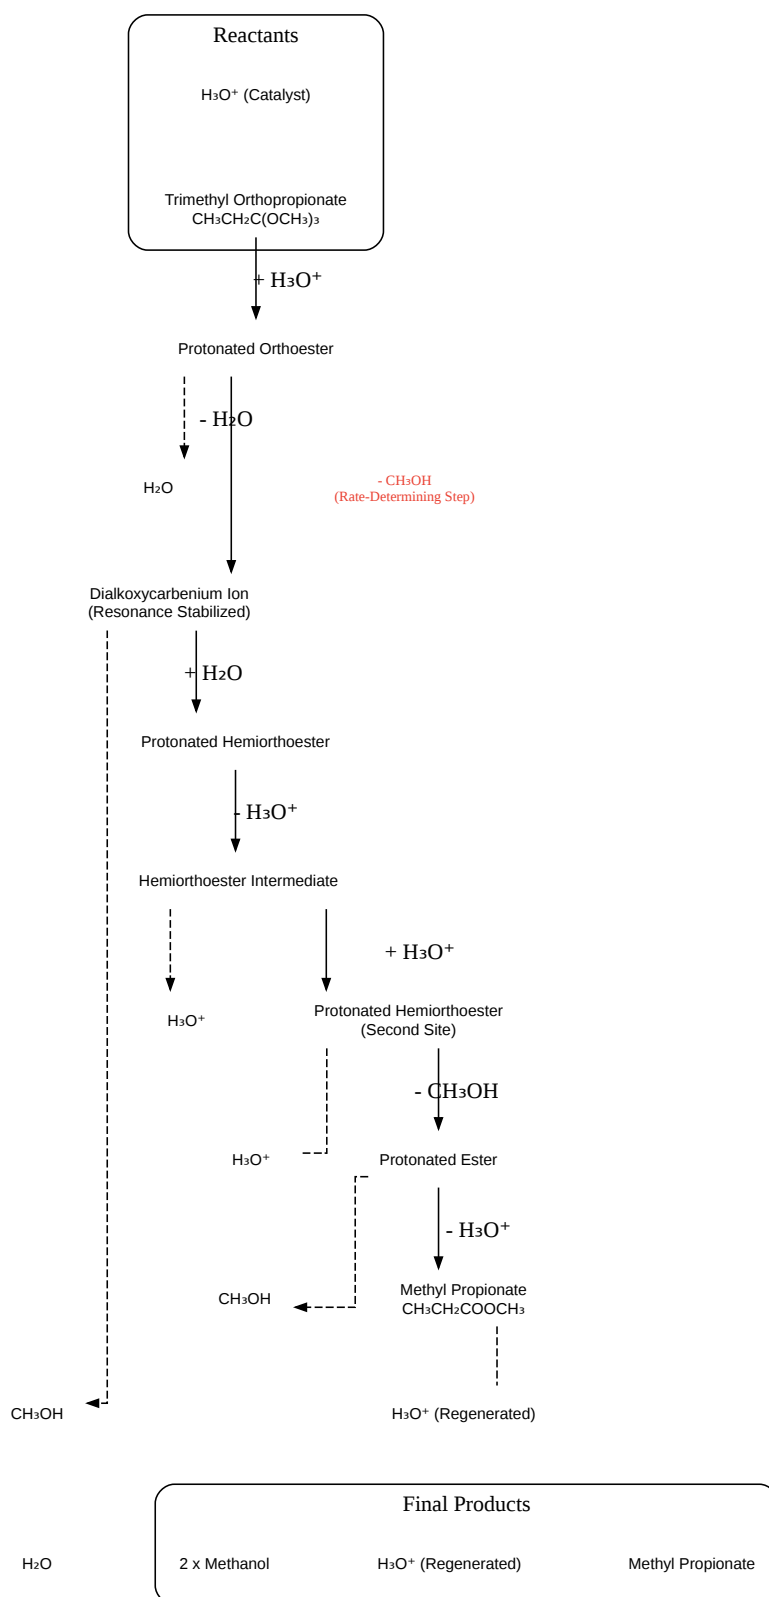 Reactants
H₃O⁺ (Catalyst)
Trimethyl Orthopropionate
CH₃CH₂C(OCH₃)₃
+ H₃O⁺
Protonated Orthoester
- H₂O
- CH₃OH
(Rate-Determining Step)
H₂O
Dialkoxycarbenium Ion
(Resonance Stabilized)
+ H₂O
Protonated Hemiorthoester
- H₃O⁺
Hemiorthoester Intermediate
+ H₃O⁺
H₃O⁺
Protonated Hemiorthoester
(Second Site)
- CH₃OH
H₃O⁺
Protonated Ester
- H₃O⁺
CH₃OH
Methyl Propionate
CH₃CH₂COOCH₃
CH₃OH
H₃O⁺ (Regenerated)
Final Products
H₂O
2 x Methanol
H₃O⁺ (Regenerated)
Methyl Propionate